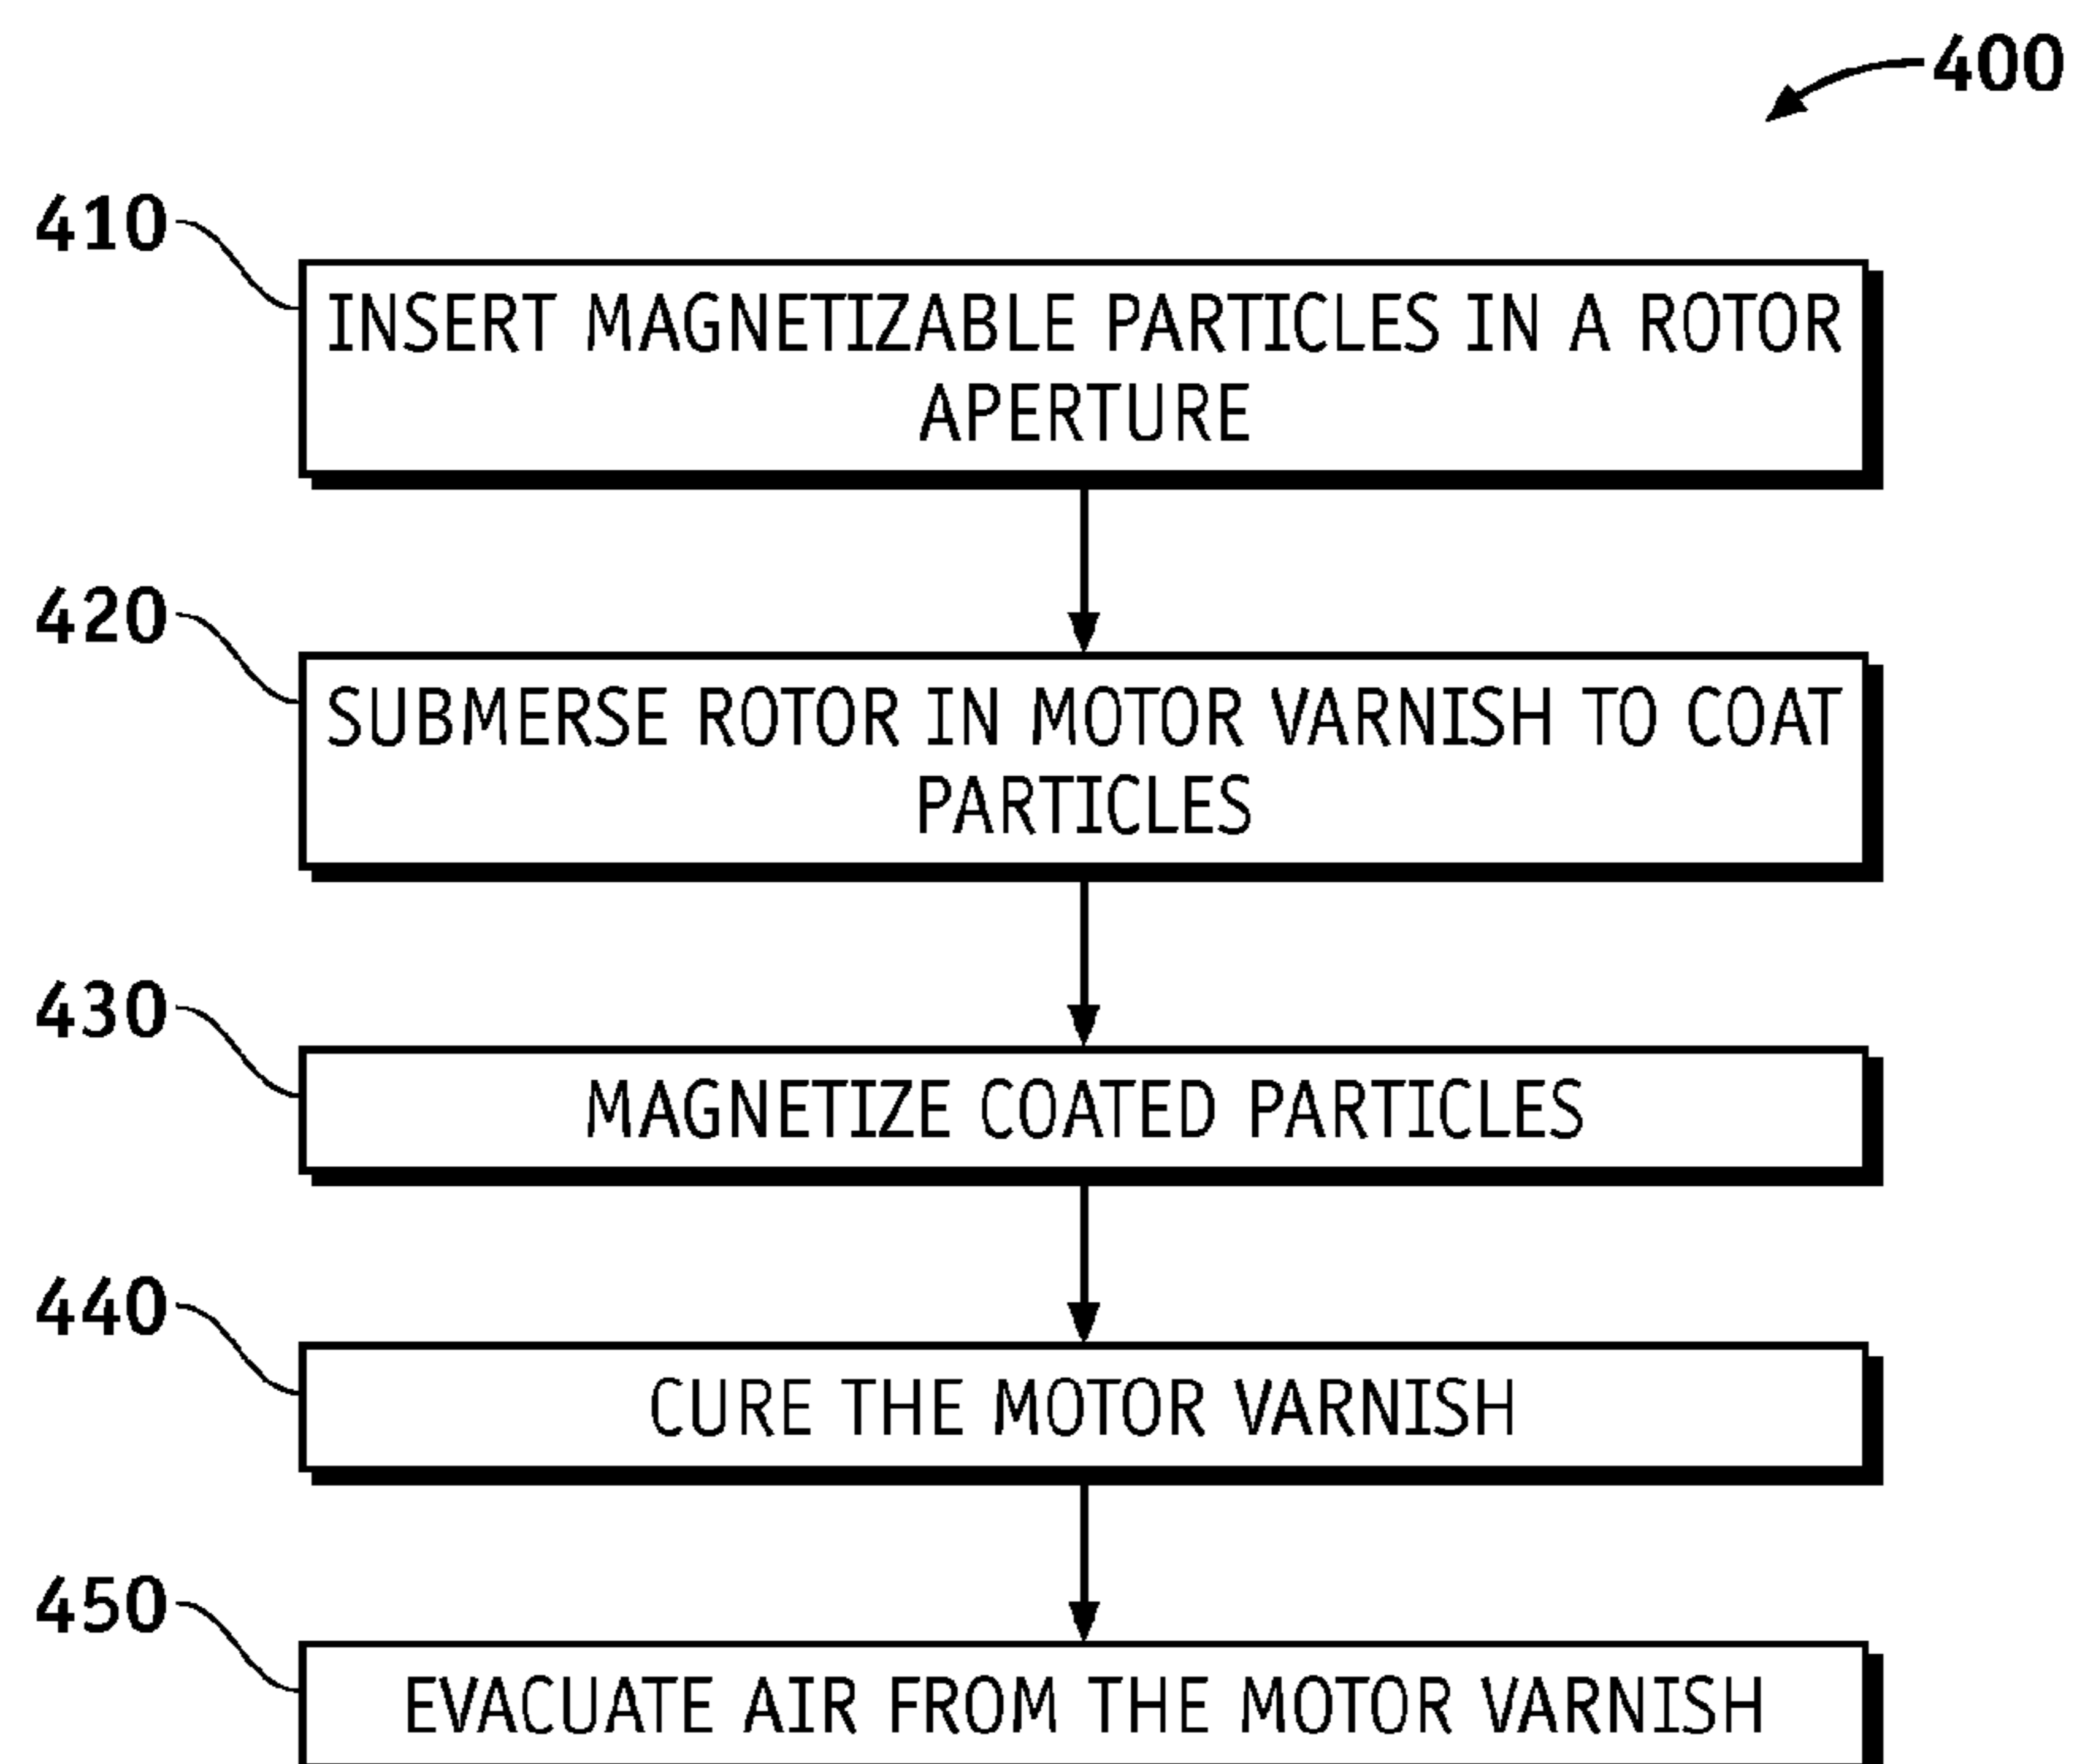 400
410
INSERT MAGNETIZABLE PARTICLES IN A ROTOR
APERTURE
420
SUBMERSE ROTOR IN MOTOR VARNISH TO COAT
PARTICLES
430
MAGNETIZE COATED PARTICLES
440
CURE THE MOTOR VARNISH
450
EVACUATE AIR FROM THE MOTOR VARNISH